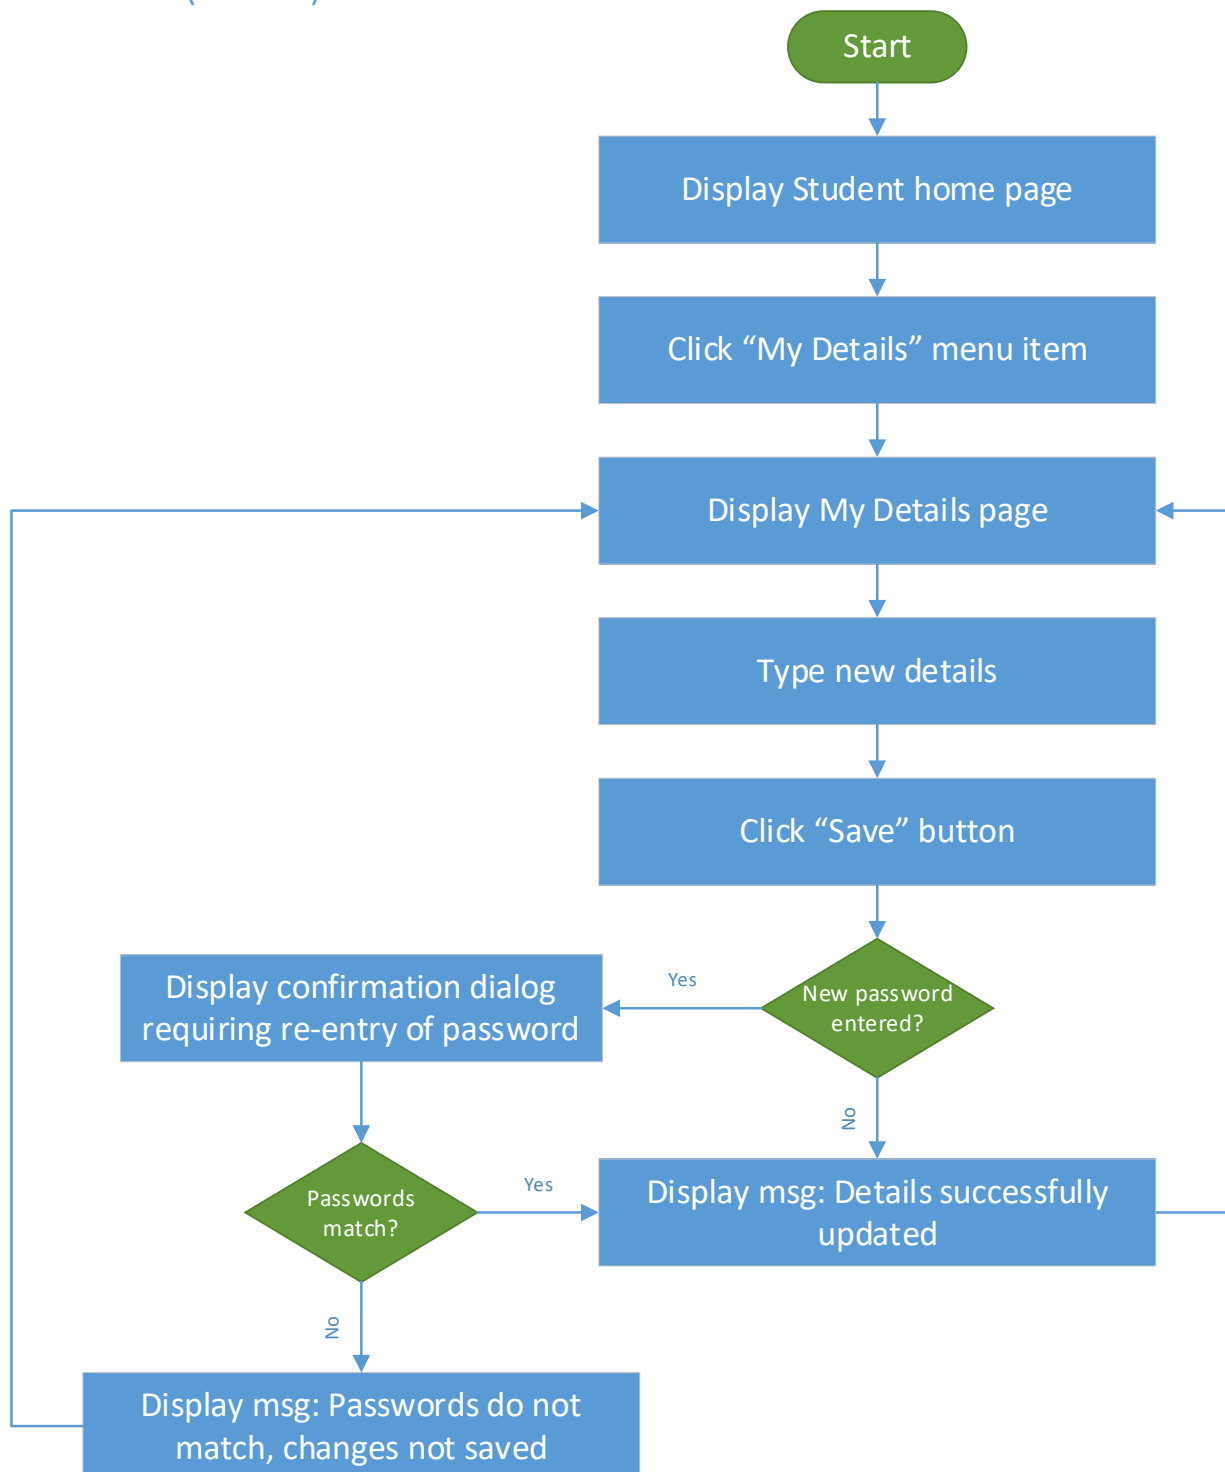 Start
Display Student home page
Click “My Details” menu item
Display My Details page
Type new details
Click “Save” button
New password
entered?
Yes
Display confirmation dialog
requiring re-entry of password
No
Passwords
match?
Yes
Display msg: Details successfully
updated
No
Display msg: Passwords do not
match, changes not saved